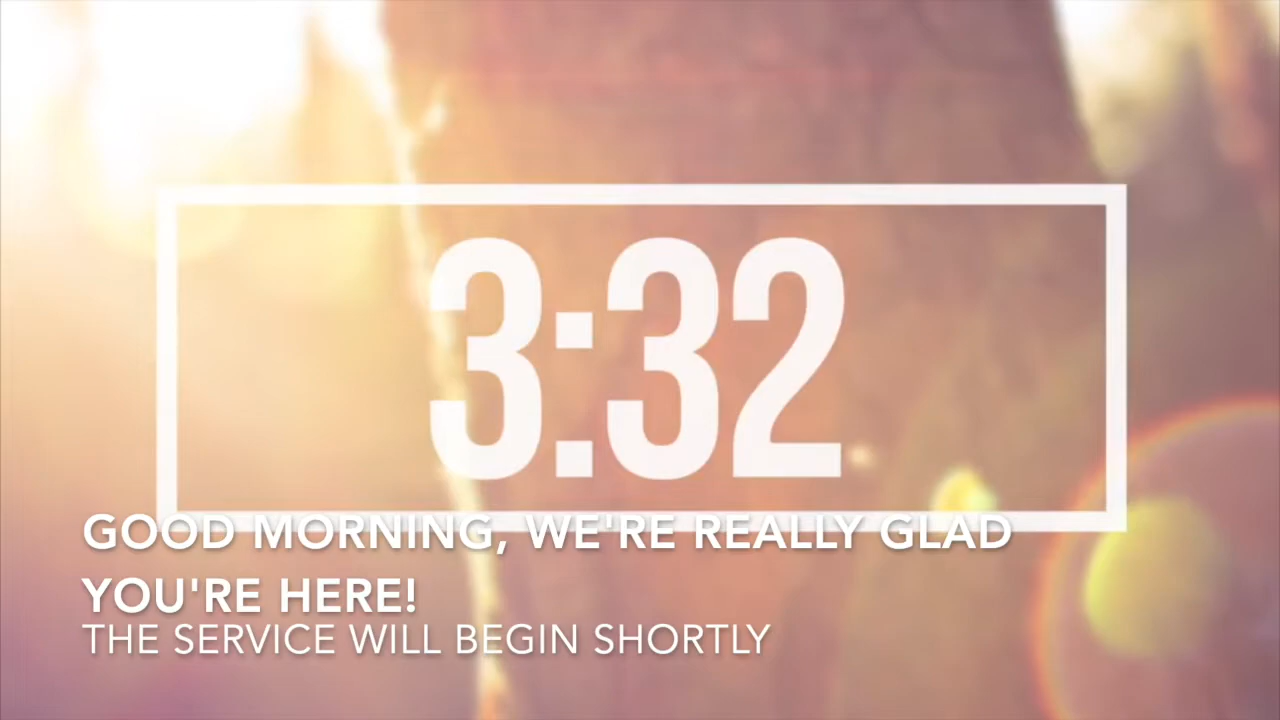 3:32
GOOD MORNING, WE'RE REALLY GLAD
YOU'RE HERE!
THE SERVICE WILL BEGIN SHORTLY